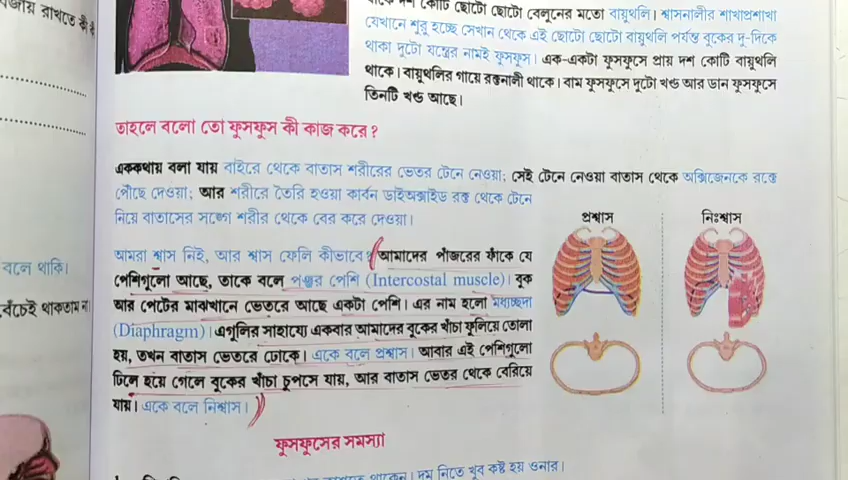 জায় রাখতে কী ক
দশ কোটি ছোটো ছোটো বেলুনের মতো বায়ুথলি। শ্বাসনালীর শাখাপ্রশাখা
যেখানে শুরু হচ্ছে সেখান থেকে এই ছোটো ছোটো বায়ুথলি পর্যন্ত বুকের দু-দিকে
থাকা দুটো যন্ত্রের নামই ফুসফুস। এক-একটা ফুসফুসে প্রায় দশ কোটি বায়ুথলি
থাকে। বায়ুথলির গায়ে রক্তনালী থাকে। বাম ফুসফুসে দুটো খণ্ড আর ডান ফুসফুসে
তিনটি খণ্ড আছে।
তাহলে বলো তো ফুসফুস কী কাজ করে?
এককথায় বলা যায় বাইরে থেকে বাতাস শরীরের ভেতর টেনে নেওয়া; সেই টেনে নেওয়া বাতাস থেকে অক্সিজেনকে রক্তে
পৌঁছে দেওয়া; আর শরীরে তৈরি হওয়া কার্বন ডাইঅক্সাইড রক্ত থেকে টেনে
নিয়ে বাতাসের সঙ্গে শরীর থেকে বের করে দেওয়া।
প্রশ্বাস
নিঃশ্বাস
আমরা শ্বাস নিই, আর শ্বাস ফেলি কীভাবে? আমাদের পাঁজরের ফাঁকে যে
পেশিগুলো আছে, তাকে বলে পঞ্জর পেশি (Intercostal muscle)। বুক
আর পেটের মাঝখানে ভেতরে আছে একটা পেশি। এর নাম হলো মধ্যচ্ছদা
(Diaphragm)। এগুলির সাহায্যে একবার আমাদের বুকের খাঁচা ফুলিয়ে তোলা
হয়, তখন বাতাস ভেতরে ঢোকে। একে বলে প্রশ্বাস। আবার এই পেশিগুলো
ঢিলে হয়ে গেলে বুকের খাঁচা চুপসে যায়, আর বাতাস ভেতর থেকে বেরিয়ে
যায়। একে বলে নিশ্বাস।
বলে থাকি।
বেঁচেই থাকতাম না।
ফুসফুসের সমস্যা
থাকেন। দম নিতে খুব কষ্ট হয় ওনার।